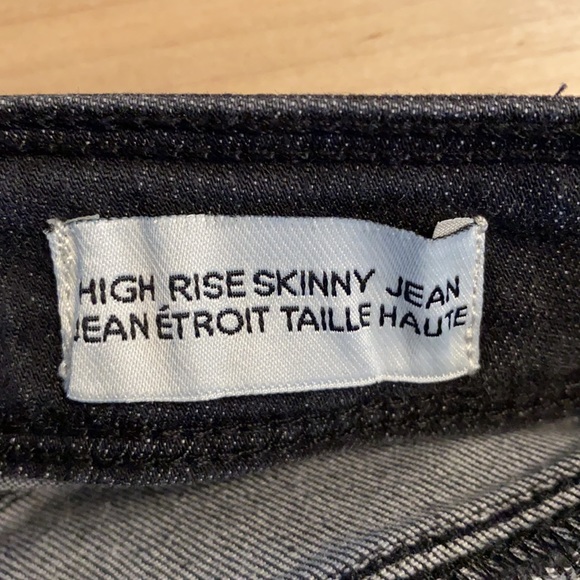 HIGH RISE SKINNY JEAN
JEAN ÉTROIT TAILLE HAUTE